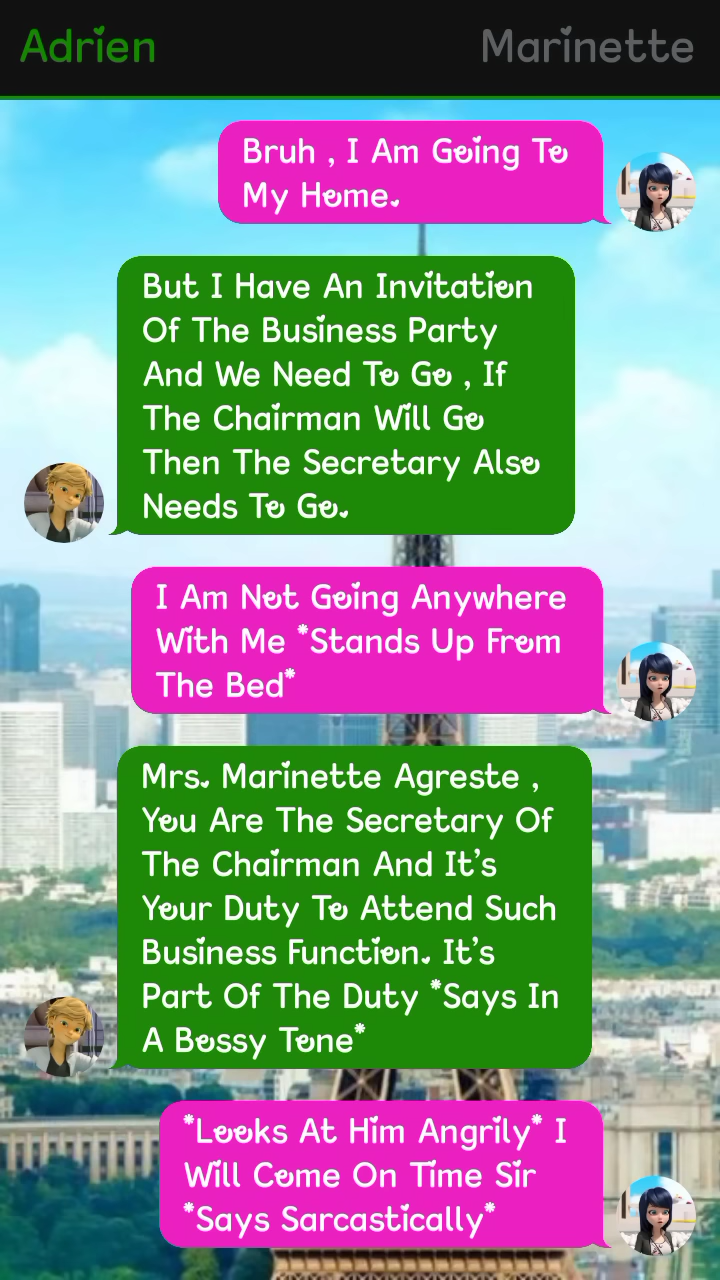 Adrien Marinette
Bruh , I Am Going To
My Home.
But I Have An Invitation
Of The Business Party
And We Need To Go , If
The Chairman Will Go
Then The Secretary Also
Needs To Go.
I Am Not Going Anywhere
With Me *Stands Up From
The Bed*
Mrs. Marinette Agreste ,
You Are The Secretary Of
The Chairman And It's
Your Duty To Attend Such
Business Function. It's
Part Of The Duty *Says In
A Bossy Tone*
*Looks At Him Angrily* I
Will Come On Time Sir
*Says Sarcastically*